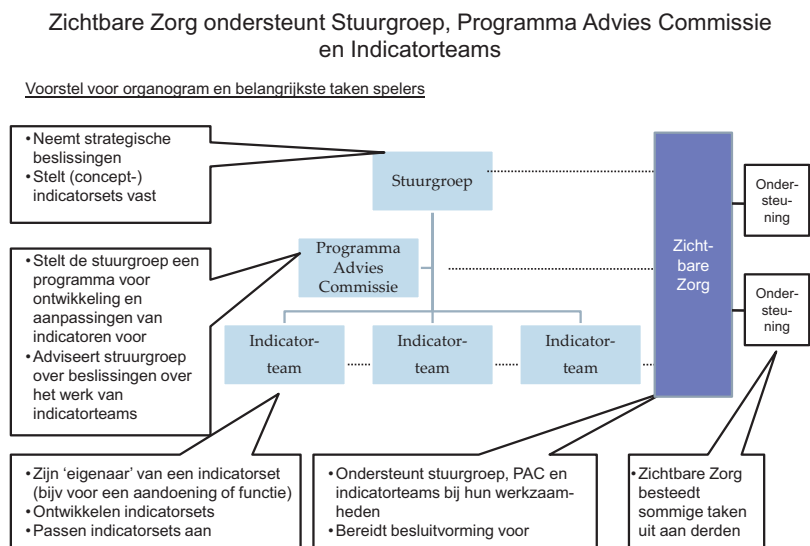 Zichtbare Zorg ondersteunt Stuurgroep, Programma Advies Commissie
en Indicatorteams
Voorstel voor organogram en belangrijkste taken spelers
• Neemt strategische
beslissingen
• Stelt (concept-)
indicatorsets vast
Stuurgroep
Onder-
steu-
ning
• Stelt de stuurgroep een
programma voor
ontwikkeling en
aanpassingen van
indicatoren voor
• Adviseert struurgroep
over beslissingen over
het werk van
indicatorteams
Programma
Advies
Commissie
Zicht-
bare
Zorg
Onder-
steu-
ning
Indicator-
team
Indicator-
team
Indicator-
team
• Zijn ‘eigenaar’ van een indicatorset
(bijv voor een aandoening of functie)
• Ontwikkelen indicatorsets
• Passen indicatorsets aan
• Ondersteunt stuurgroep, PAC en
indicatorteams bij hun werkzaam-
heden
• Bereidt besluitvorming voor
• Zichtbare Zorg
besteedt
sommige taken
uit aan derden